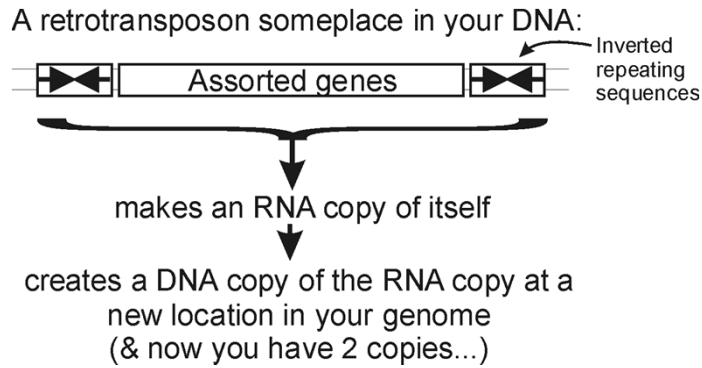 A retrotransposon someplace in your DNA:
Inverted
repeating
sequences
Assorted genes
makes an RNA copy of itself
creates a DNA copy of the RNA copy at a
new location in your genome
(& now you have 2 copies...)